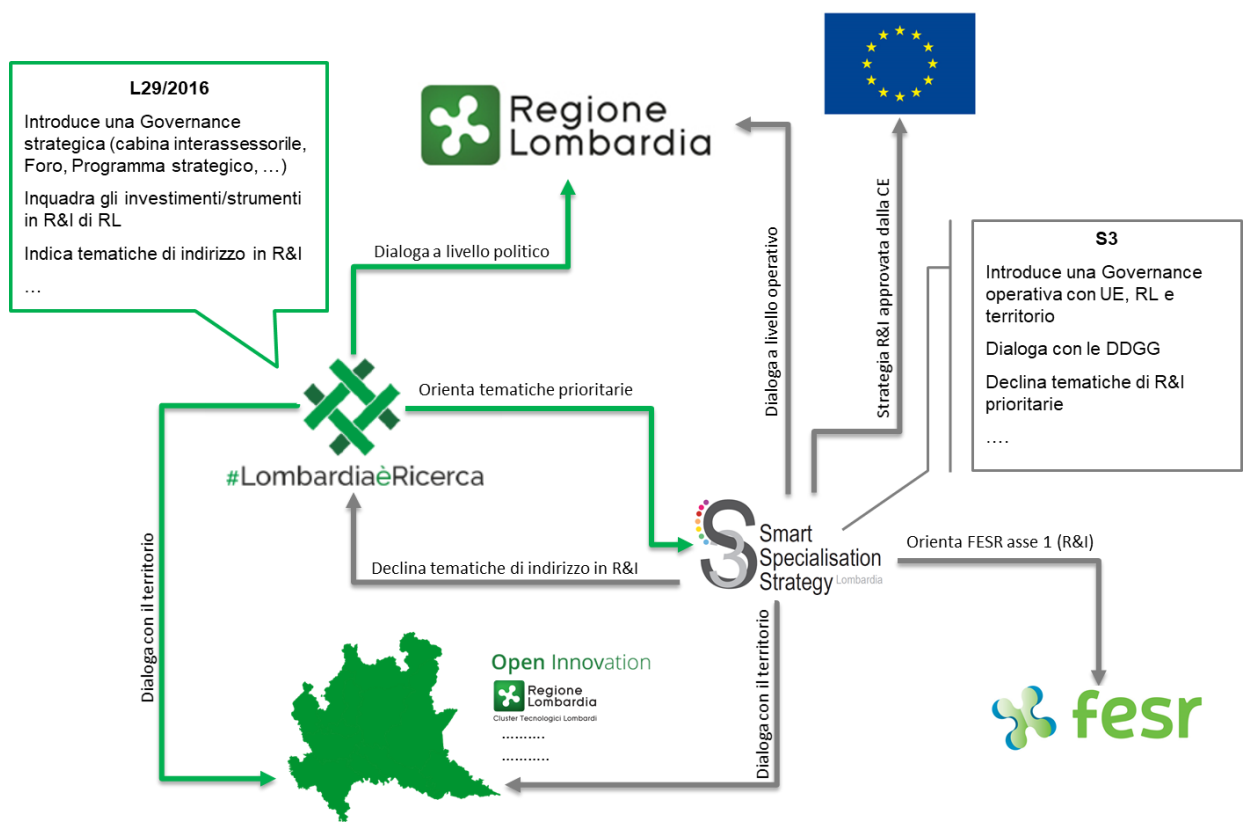 L29/2016
Introduce una Governance
strategica (cabina interassessorile,
Foro, Programma strategico, …)
Inquadra gli investimenti/strumenti
in R&I di RL
Indica tematiche di indirizzo in R&I
…
Regione
Lombardia
Dialoga a livello politico
Dialoga a livello operativo
Strategia R&I approvata dalla CE
S3
Introduce una Governance
operativa con UE, RL e
territorio
Dialoga con le DDGG
Declina tematiche di R&I
prioritarie
….
Orienta tematiche prioritarie
#LombardiaèRicerca
Declina tematiche di indirizzo in R&I
S3
Smart
Specialisation
Strategy Lombardia
Orienta FESR asse 1 (R&I)
Dialoga con il territorio
Dialoga con il territorio
Open Innovation
Regione
Lombardia
Cluster Tecnologici Lombardi
..........
...........
fesr